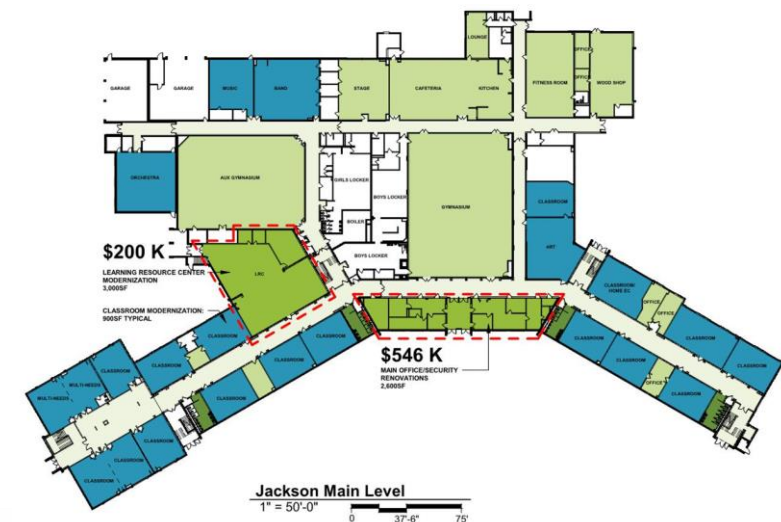 LOUNGE
OFFICE
OFFICE
GARAGE
GARAGE
MUSIC
BAND
STAGE
CAFETERIA
KITCHEN
FITNESS ROOM
WOOD SHOP
ORCHESTRA
AUX GYMNASIUM
GIRLS LOCKER
BOYS LOCKER
GYMNASIUM
CLASSROOM
BOILER
BOYS LOCKER
ART
$200 K
LEARNING RESOURCE CENTER
MODERNIZATION
3,000SF
LRC
CLASSROOM MODERNIZATION:
900SF TYPICAL
CLASSROOM
OFFICE
OFFICE
CLASSROOM
CLASSROOM
$546 K
MAIN OFFICE/SECURITY
RENOVATIONS
2,600SF
CLASSROOM
CLASSROOM
OFFICE
CLASSROOM
CLASSROOM
CLASSROOM
CLASSROOM
CLASSROOM
CLASSROOM
CLASSROOM
CLASSROOM
MULTI-NEEDS
MULTI-NEEDS
CLASSROOM
CLASSROOM
CLASSROOM
CLASSROOM
Jackson Main Level
1" = 50'-0"
0 37'-6" 75'